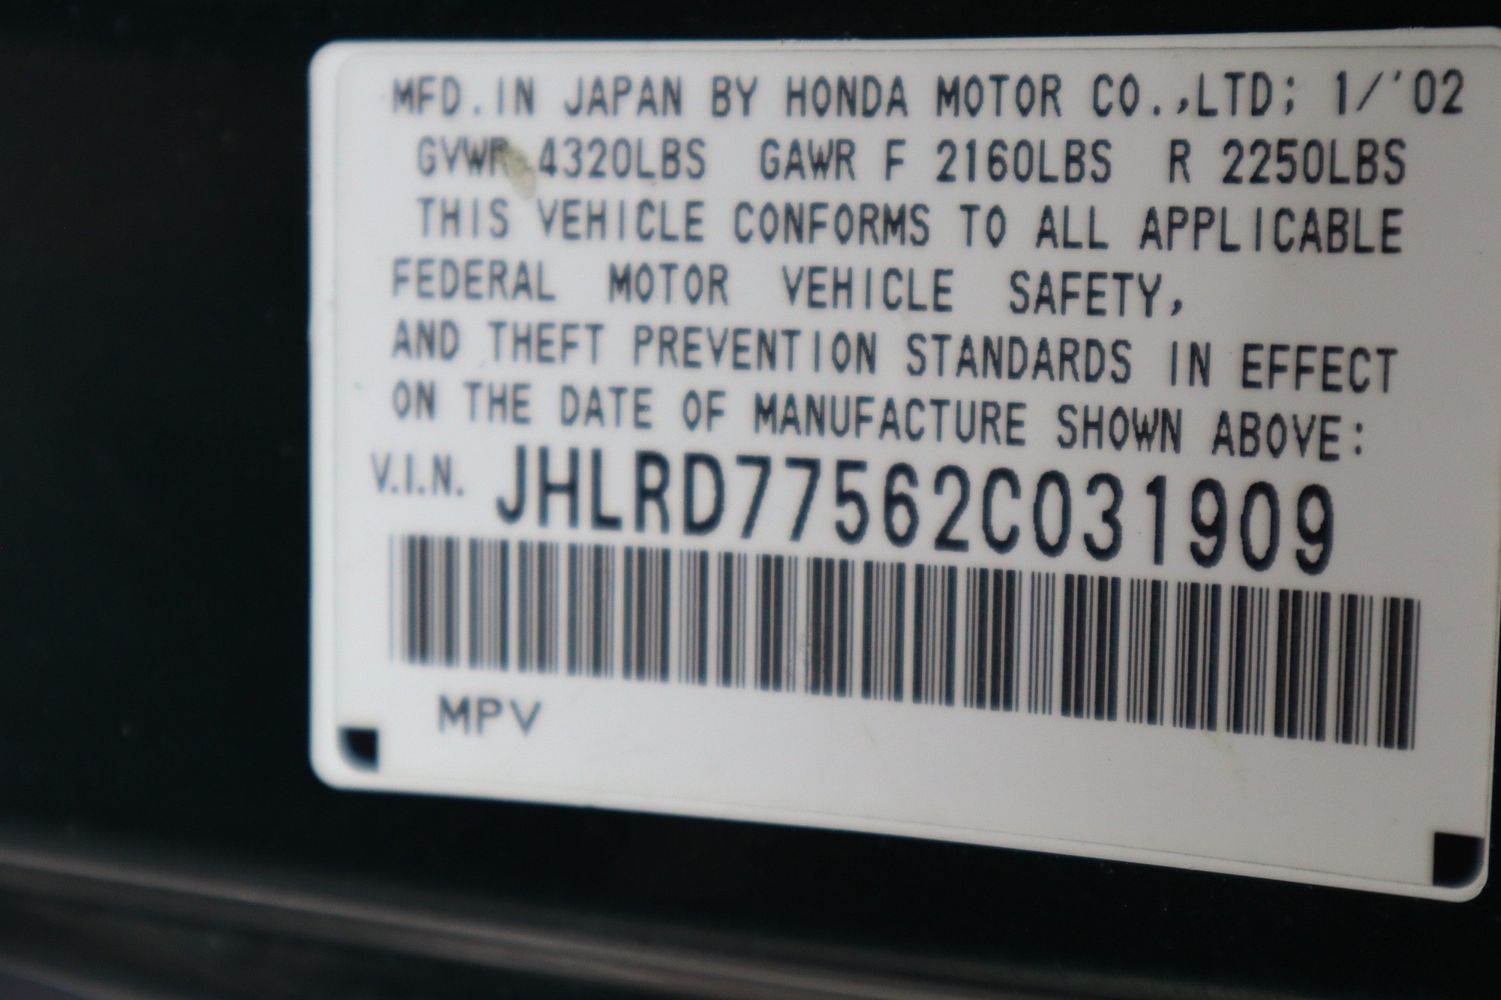 MFD.IN JAPAN BY HONDA MOTOR CO.,LTD; 1/'02
GVWR 4320LBS GAWR F 2160LBS R 2250LBS
THIS VEHICLE CONFORMS TO ALL APPLICABLE
FEDERAL MOTOR VEHICLE SAFETY,
AND THEFT PREVENTION STANDARDS IN EFFECT
ON THE DATE OF MANUFACTURE SHOWN ABOVE:
V.I.N. JHLRD77562C031909
MPV